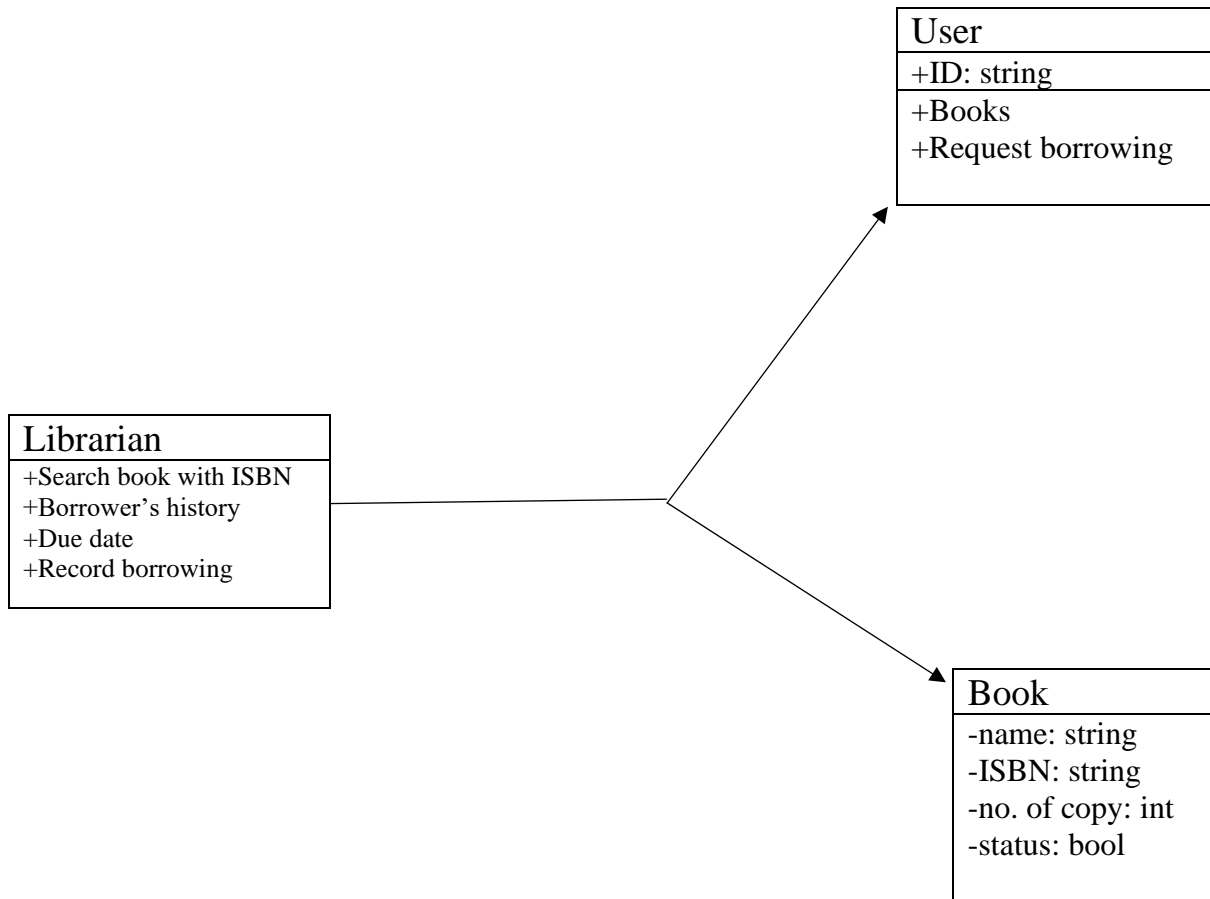 User
+ID: string
+Books
+Request borrowing
Librarian
+Search book with ISBN
+Borrower’s history
+Due date
+Record borrowing
Book
-name: string
-ISBN: string
-no. of copy: int
-status: bool